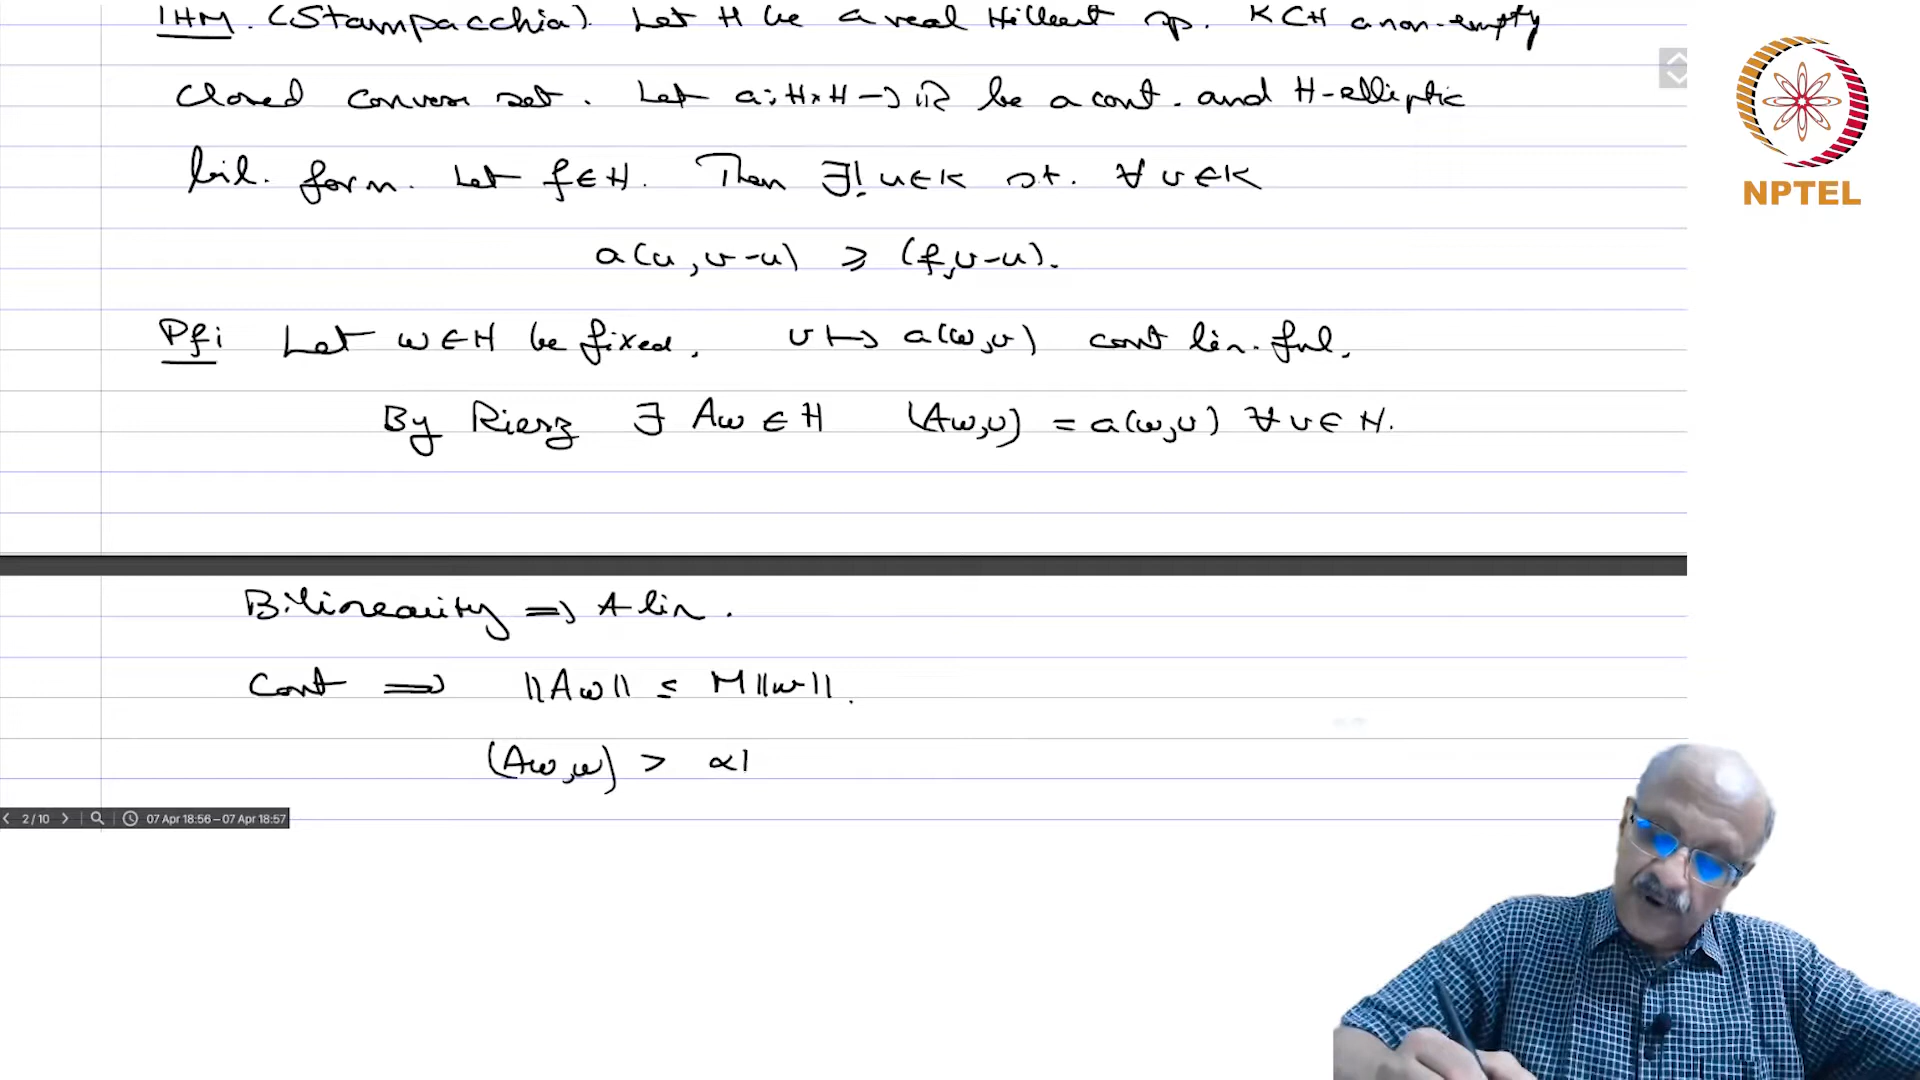 THM. (Stampacchia). Let H be a real Hilbert sp. K⊂H a non-empty
closed convex set. Let a: H×H → ℝ be a cont. and H-elliptic
bil. form. Let f∈H. Then ∃! u∈K s.t. ∀ v∈K
a(u, v-u) ≥ (f, v-u).
Pf: Let w∈H be fixed. v ↦ a(w,v) cont lin. fnl.
By Riesz ∃ Aw ∈ H (Aw,v) = a(w,v) ∀ v∈H.
Bilinearity ⇒ A lin.
Cont ⇒ ||Aw|| ≤ M||w||.
(Aw,w) > α|
2/10 07 Apr 18:56 – 07 Apr 18:57
NPTEL